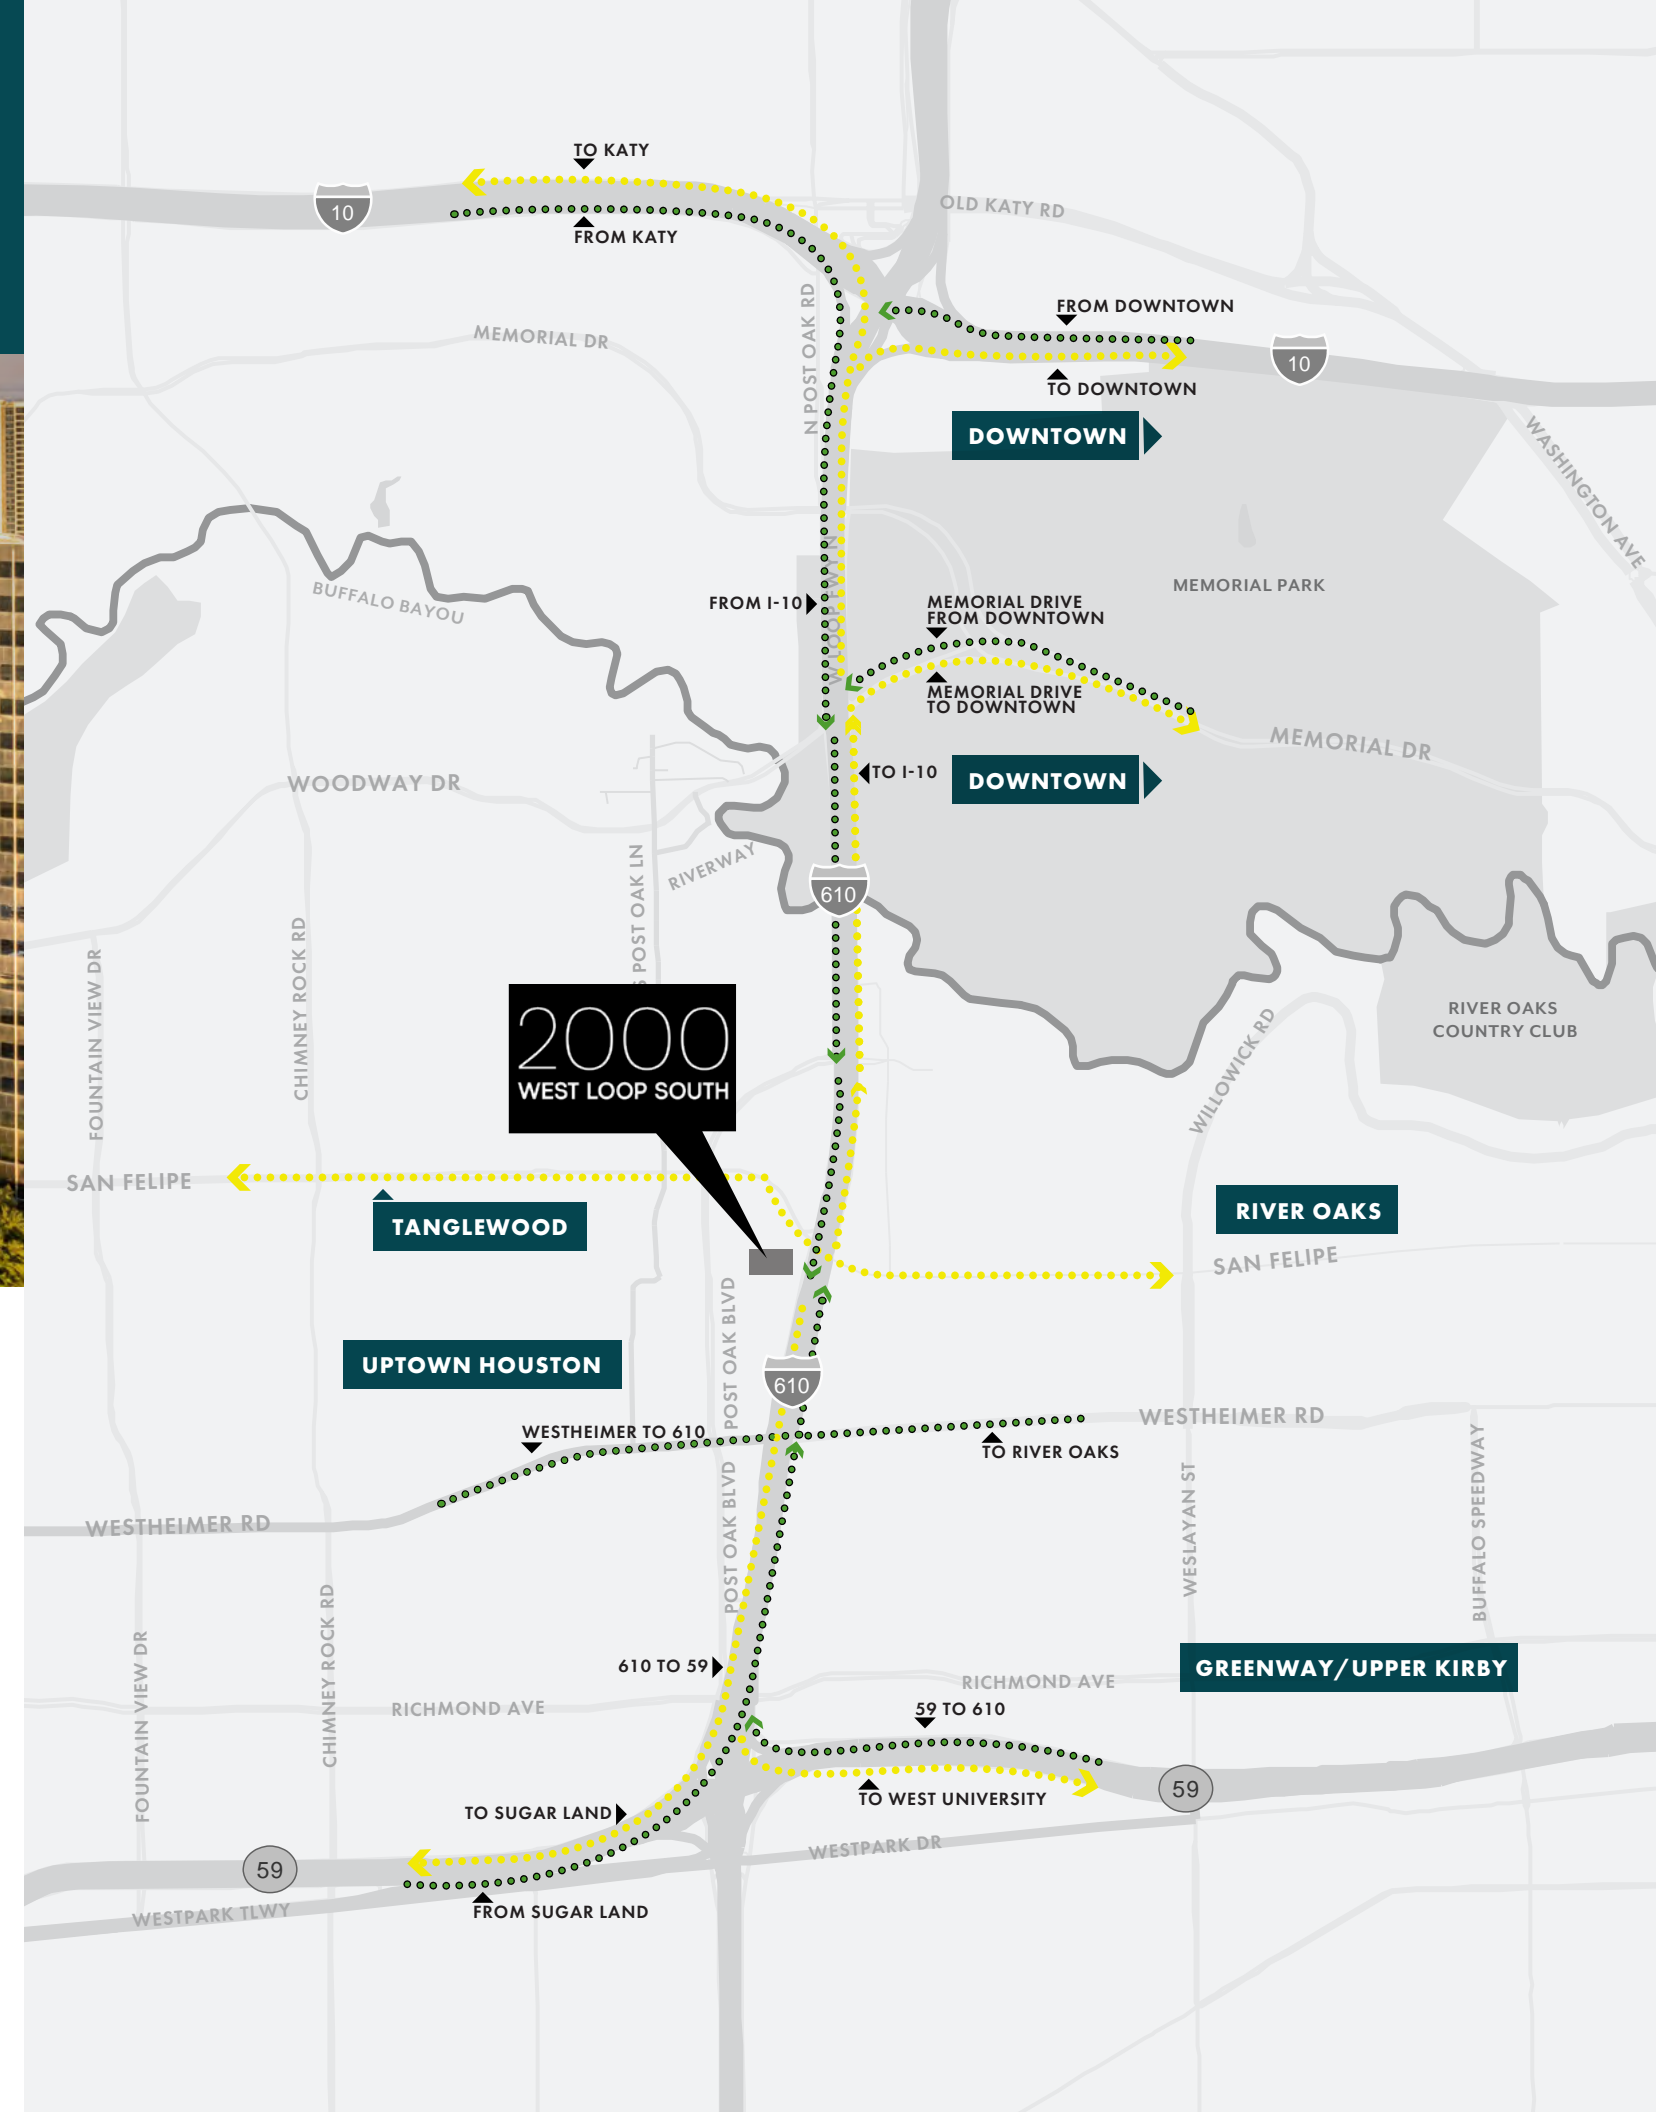 TO KATY
10
FROM KATY
OLD KATY RD
N POST OAK RD
FROM DOWNTOWN
10
TO DOWNTOWN
MEMORIAL DR
DOWNTOWN
WASHINGTON AVE
W LOOP FWY N
MEMORIAL PARK
BUFFALO BAYOU
FROM I-10
MEMORIAL DRIVE
FROM DOWNTOWN
MEMORIAL DRIVE
TO DOWNTOWN
MEMORIAL DR
WOODWAY DR
TO I-10
DOWNTOWN
RIVERWAY
610
S POST OAK LN
FOUNTAIN VIEW DR
CHIMNEY ROCK RD
2000
WEST LOOP SOUTH
RIVER OAKS
COUNTRY CLUB
WILLOWICK RD
SAN FELIPE
TANGLEWOOD
RIVER OAKS
SAN FELIPE
POST OAK BLVD
UPTOWN HOUSTON
610
WESTHEIMER TO 610
WESTHEIMER RD
TO RIVER OAKS
WESTHEIMER RD
POST OAK BLVD
WESLAYAN ST
BUFFALO SPEEDWAY
FOUNTAIN VIEW DR
CHIMNEY ROCK RD
610 TO 59
GREENWAY/UPPER KIRBY
RICHMOND AVE
RICHMOND AVE
59 TO 610
59
TO WEST UNIVERSITY
TO SUGAR LAND
WESTPARK DR
59
FROM SUGAR LAND
WESTPARK TLWY